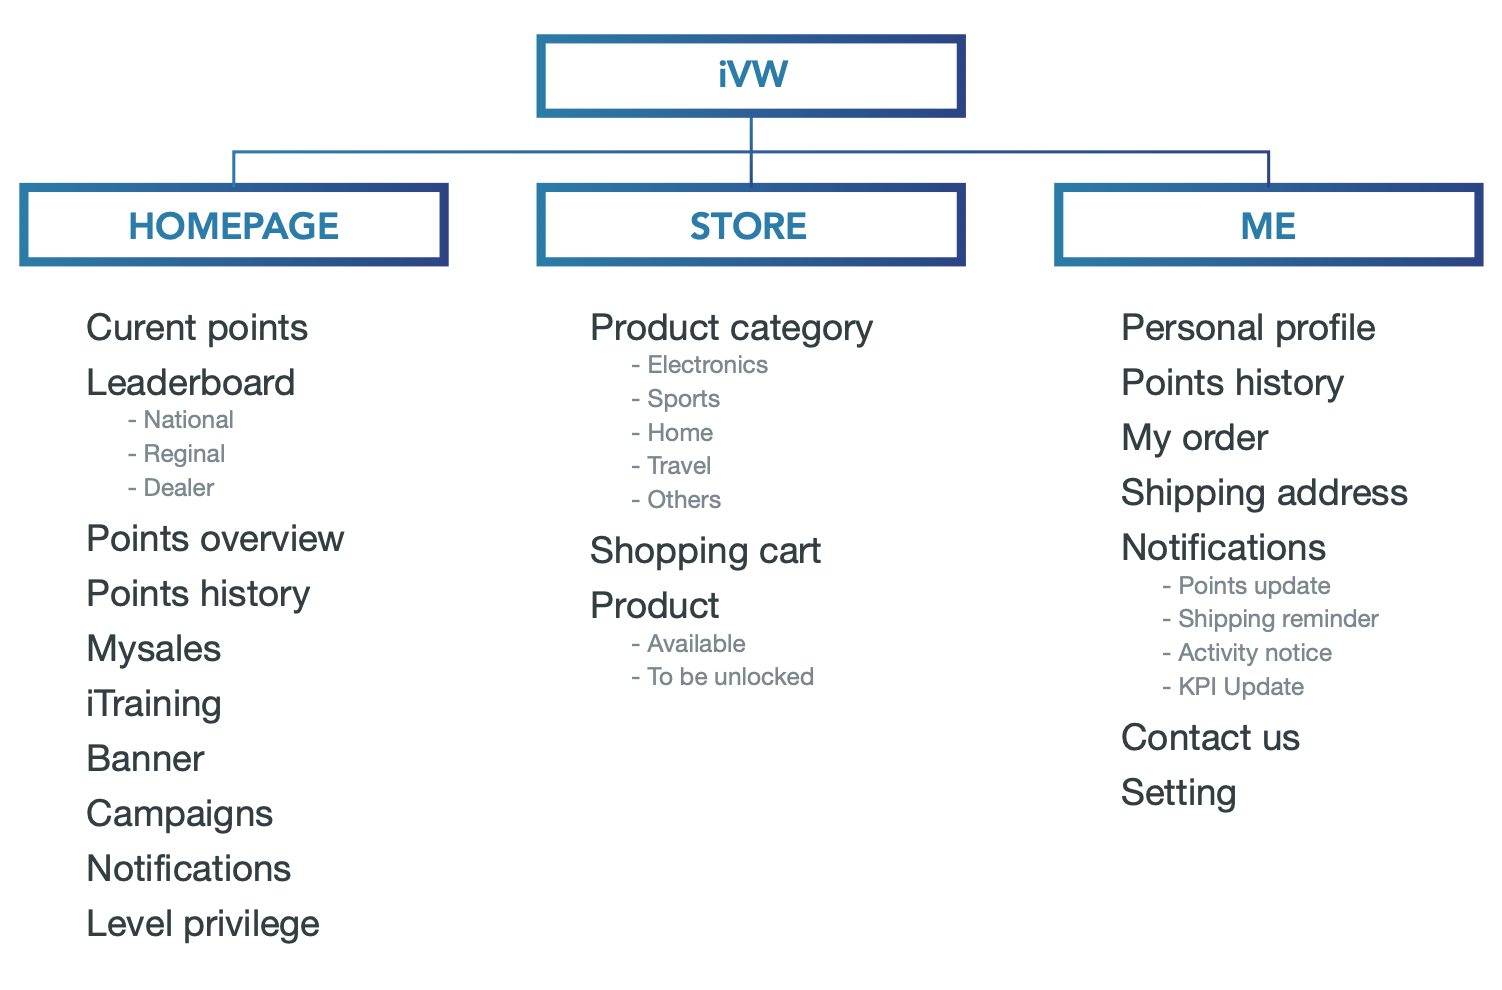 iVW
HOMEPAGE
Curent points
Leaderboard
- National
- Reginal
- Dealer
Points overview
Points history
Mysales
iTraining
Banner
Campaigns
Notifications
Level privilege
STORE
Product category
- Electronics
- Sports
- Home
- Travel
- Others
Shopping cart
Product
- Available
- To be unlocked
ME
Personal profile
Points history
My order
Shipping address
Notifications
- Points update
- Shipping reminder
- Activity notice
- KPI Update
Contact us
Setting